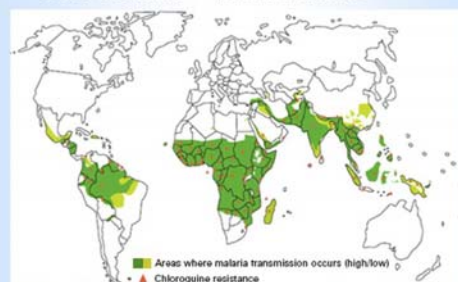 Areas where malaria transmission occurs (high/low)
Chloroquine resistance